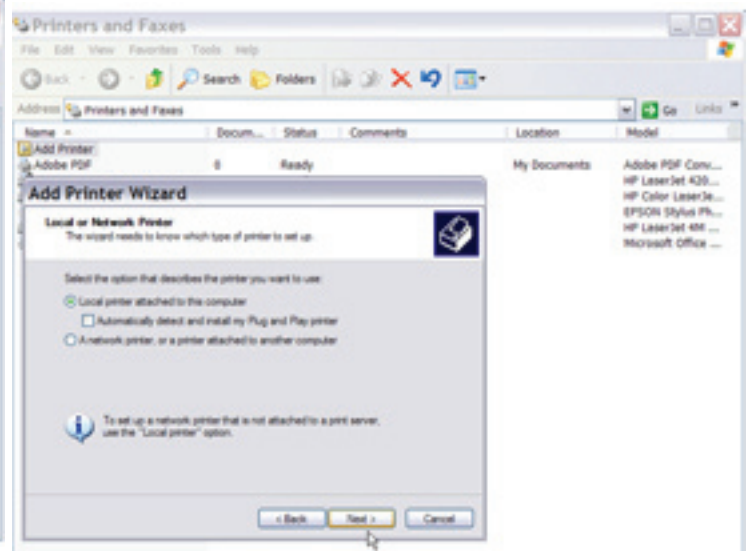 Printers and Faxes
File Edit View Favorites Tools Help
Back Search Folders
Address Printers and Faxes Go Links
Name Docum... Status Comments Location Model
Add Printer
Adobe PDF 0 Ready My Documents Adobe PDF Conv...
HP LaserJet 420...
HP Color LaserJe...
EPSON Stylus Ph...
HP LaserJet 4M ...
Microsoft Office ...
Add Printer Wizard
Local or Network Printer
The wizard needs to know which type of printer to set up.
Select the option that describes the printer you want to use:
Local printer attached to this computer
Automatically detect and install my Plug and Play printer
A network printer, or a printer attached to another computer
To set up a network printer that is not attached to a print server,
use the "Local printer" option.
< Back Next > Cancel